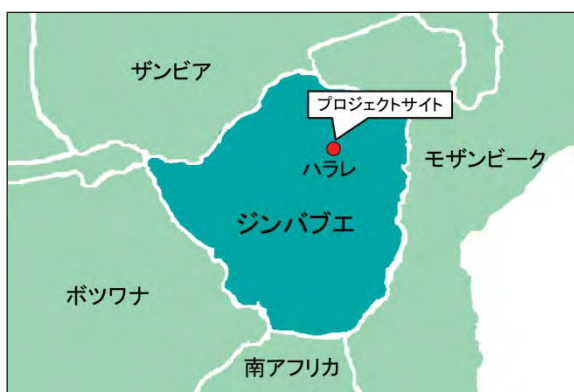 ザンビア
プロジェクトサイト
ハラレ
モザンビーク
ジンバブエ
ボツワナ
南アフリカ